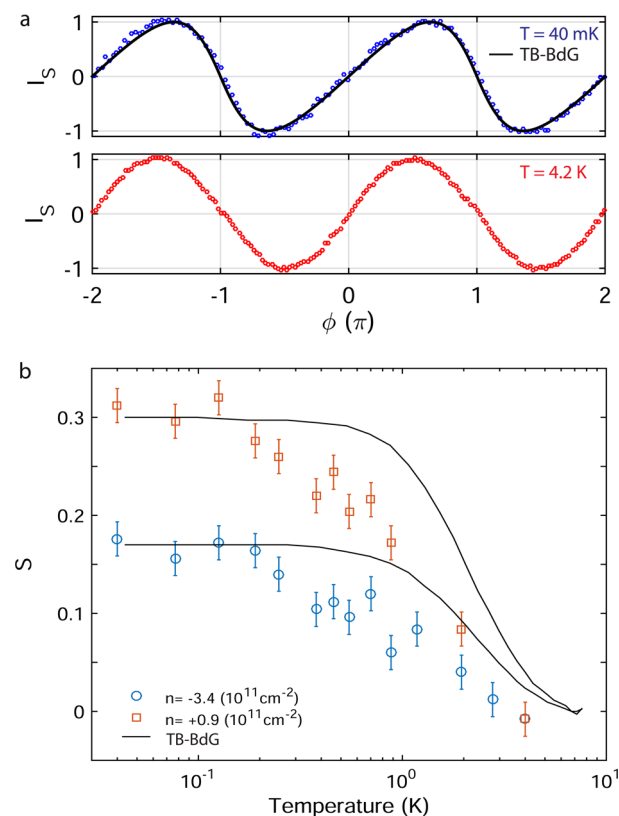 a
T = 40 mK
TB-BdG
1
0
-1
I_S
T = 4.2 K
1
0
-1
I_S
-2 -1 0 1 2
ϕ (π)
b
0.3
0.2
0.1
0
S
n= -3.4 (10^11cm^-2)
n= +0.9 (10^11cm^-2)
TB-BdG
10^-1 10^0 10^1
Temperature (K)